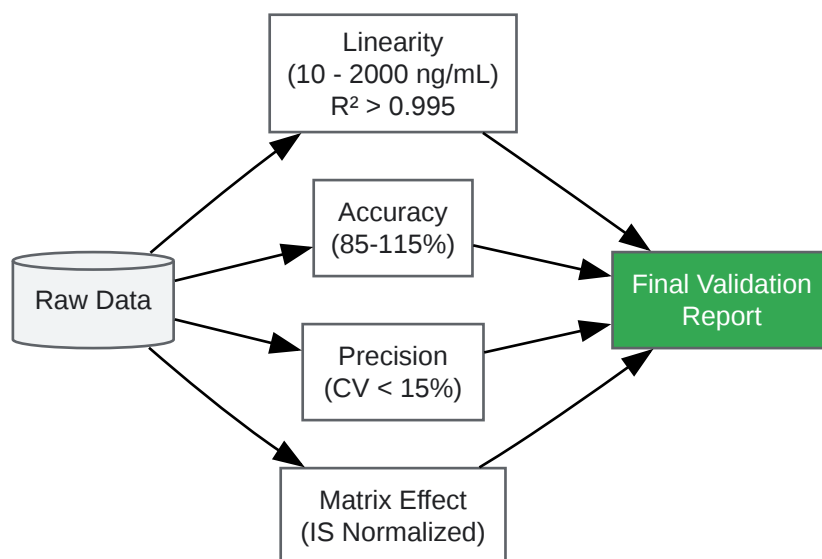 Linearity
(10 - 2000 ng/mL)
R² > 0.995
Accuracy
(85-115%)
Raw Data
Final Validation
Report
Precision
(CV < 15%)
Matrix Effect
(IS Normalized)